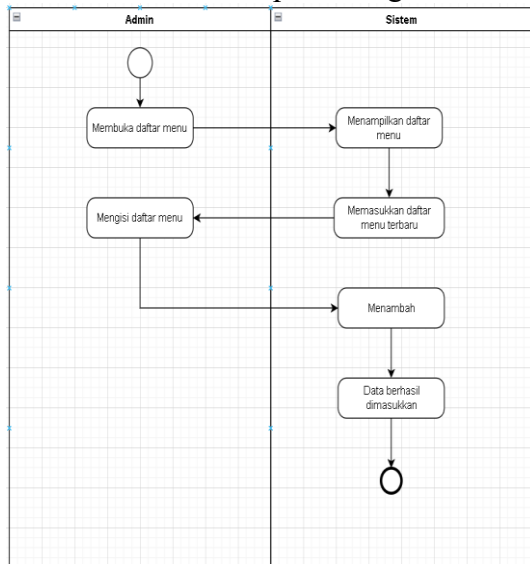 Admin
Sistem
Membuka daftar menu
Menampilkan daftar
menu
Memasukkan daftar
menu terbaru
Mengisi daftar menu
Menambah
Data berhasil
dimasukkan